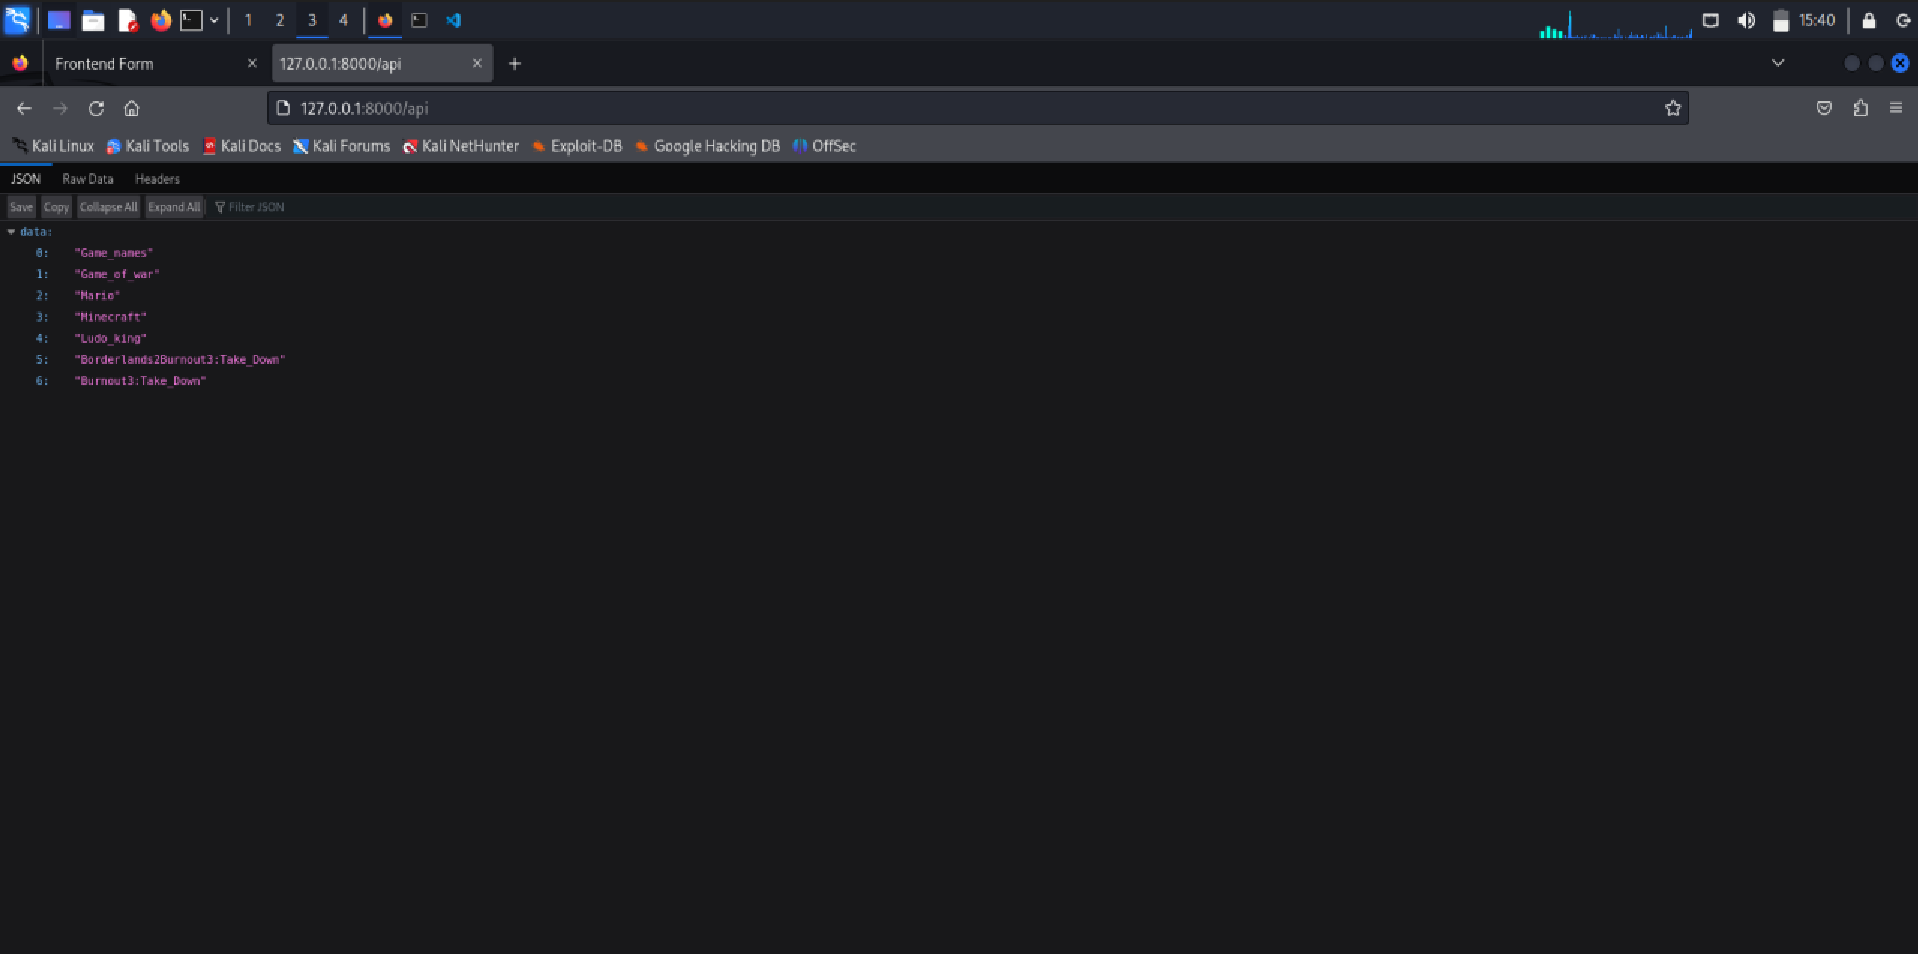 1 2 3 4 15:40
Frontend Form 127.0.0.1:8000/api
127.0.0.1:8000/api
Kali Linux Kali Tools Kali Docs Kali Forums Kali NetHunter Exploit-DB Google Hacking DB OffSec
JSON Raw Data Headers
Save Copy Collapse All Expand All Filter JSON
data:
0: "Game_names"
1: "Game_of_war"
2: "Mario"
3: "Minecraft"
4: "Ludo_king"
5: "Borderlands2Burnout3:Take_Down"
6: "Burnout3:Take_Down"